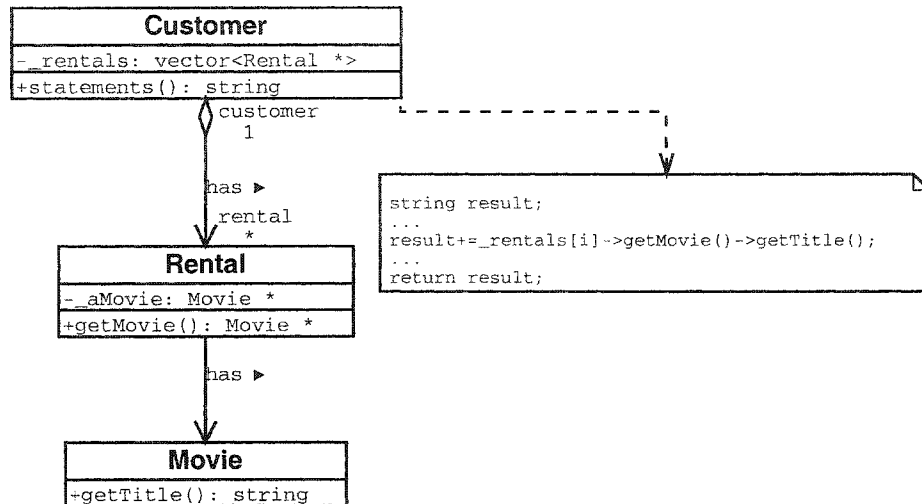 Customer
-_rentals: vector<Rental *>
+statements(): string
customer
1
has ►
rental
*
string result;
...
result+=_rentals[i]->getMovie()->getTitle();
...
return result;
Rental
-_aMovie: Movie *
+getMovie(): Movie *
has ►
Movie
+getTitle(): string